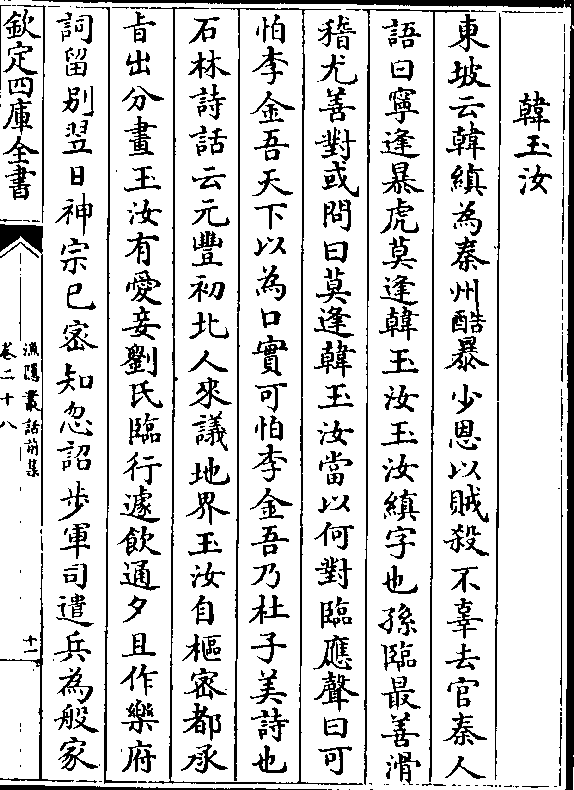 韓玉汝
東坡云韓縝為秦州酷暴少恩以賊殺不辜去官秦人
語曰寧逢暴虎莫逢韓玉汝玉汝縝字也孫臨最善滑
稽尤善對或問曰莫逢韓玉汝當以何對臨應聲曰可
怕李金吾天下以為口實可怕李金吾乃杜子美詩也
石林詩話云元豐初北人來議地界玉汝自樞密都承
㫖出分畫玉汝有愛妾劉氏臨行遽飲通夕且作樂府
詞留别翌日神宗已宻知忽詔步軍司遣兵為般家
欽定四庫全書
漁隱叢話前集
卷二十八
十一